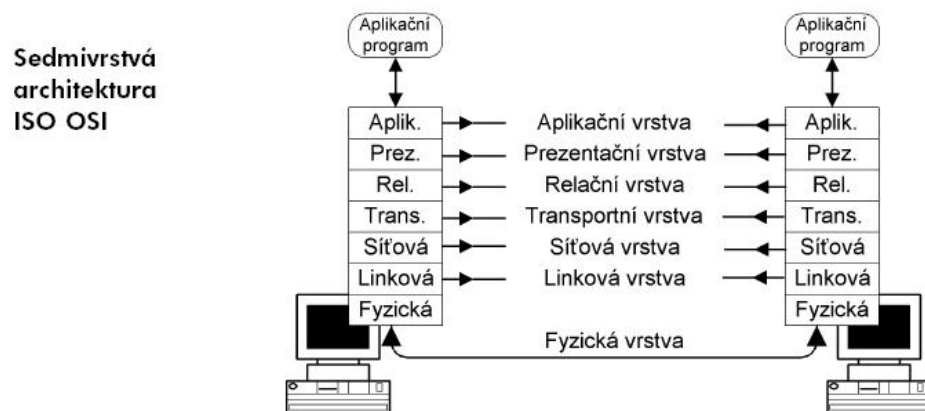 Sedmivrstvá
architektura
ISO OSI
Aplikační
program
Aplikační
program
Aplik.
Aplikační vrstva
Aplik.
Prez.
Prezentační vrstva
Prez.
Rel.
Relační vrstva
Rel.
Trans.
Transportní vrstva
Trans.
Síťová
Síťová vrstva
Síťová
Linková
Linková vrstva
Linková
Fyzická
Fyzická
Fyzická vrstva